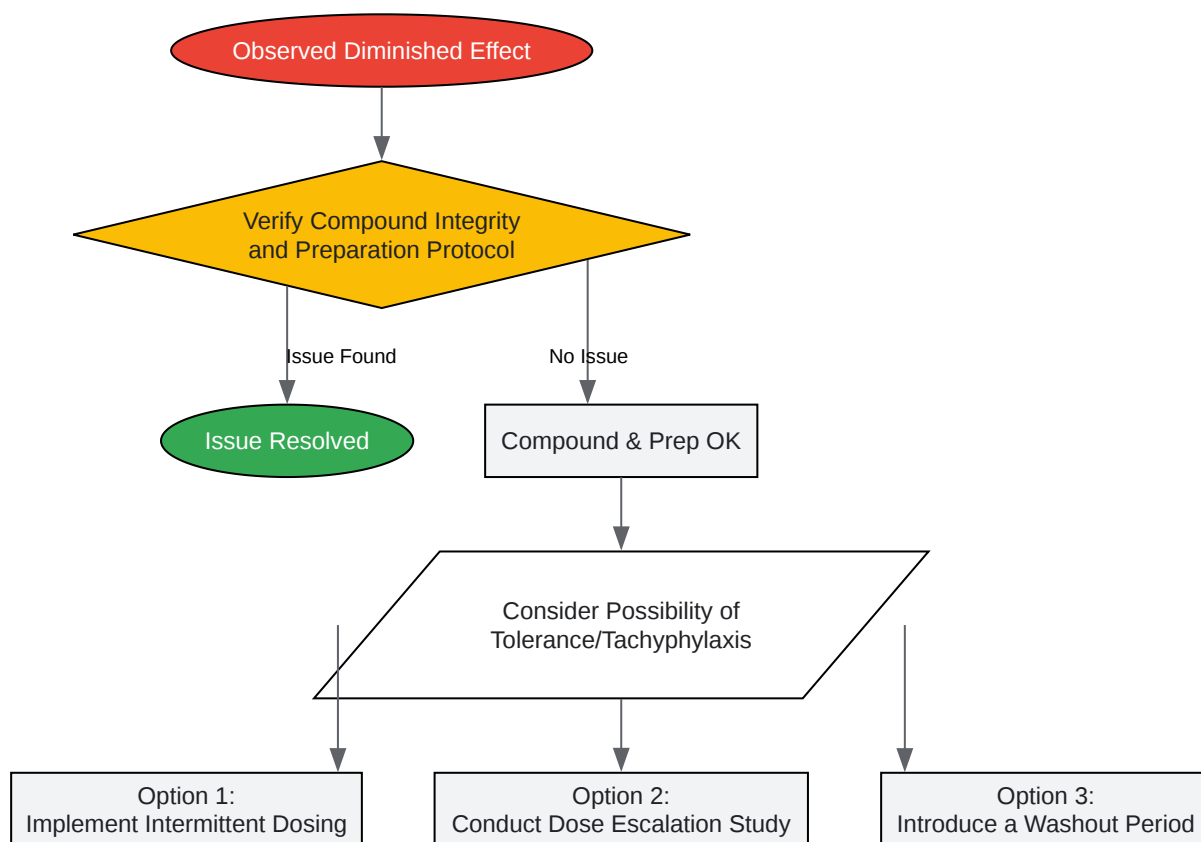 Observed Diminished Effect
Verify Compound Integrity
and Preparation Protocol
Issue Found
No Issue
Issue Resolved
Compound & Prep OK
Consider Possibility of
Tolerance/Tachyphylaxis
Option 1:
Implement Intermittent Dosing
Option 2:
Conduct Dose Escalation Study
Option 3:
Introduce a Washout Period